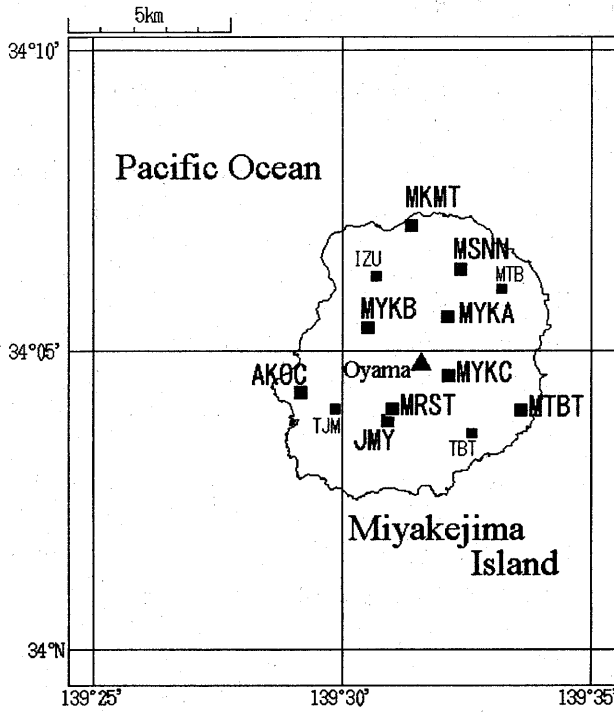 5km
34°10'
Pacific Ocean
MKMT
MSNN
IZU
MTB
MYKB
MYKA
34°05'
Oyama
AKOC
MYKC
TJM
MRST
MTBT
JMY
TBT
Miyakejima
Island
34°N
139°25'
139°30'
139°35'